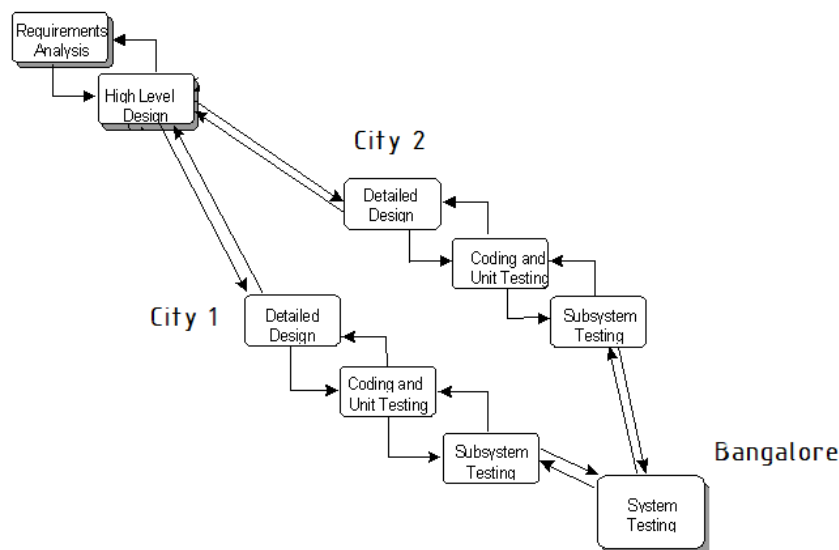 Requirements
Analysis
High Level
Design
City 2
Detailed
Design
Coding and
Unit Testing
City 1
Detailed
Design
Subsystem
Testing
Coding and
Unit Testing
Subsystem
Testing
Bangalore
System
Testing